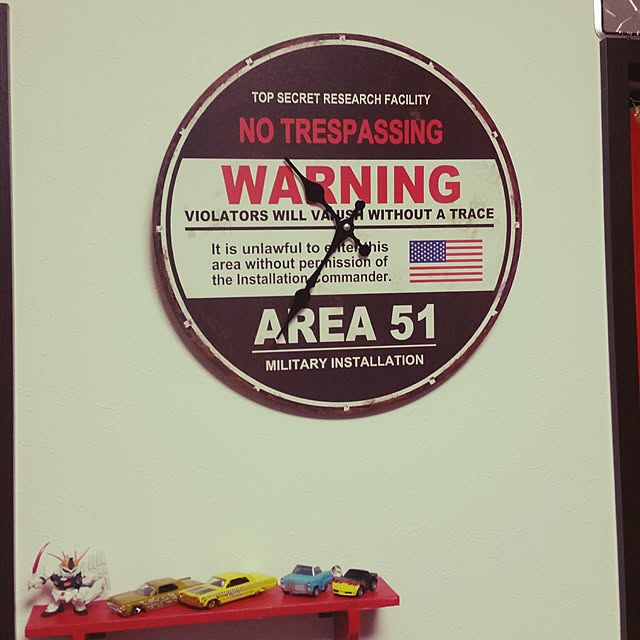 TOP SECRET RESEARCH FACILITY
NO TRESPASSING
WARNING
VIOLATORS WILL VANISH WITHOUT A TRACE
It is unlawful to enter this
area without permission of
the Installation Commander.
AREA 51
MILITARY INSTALLATION